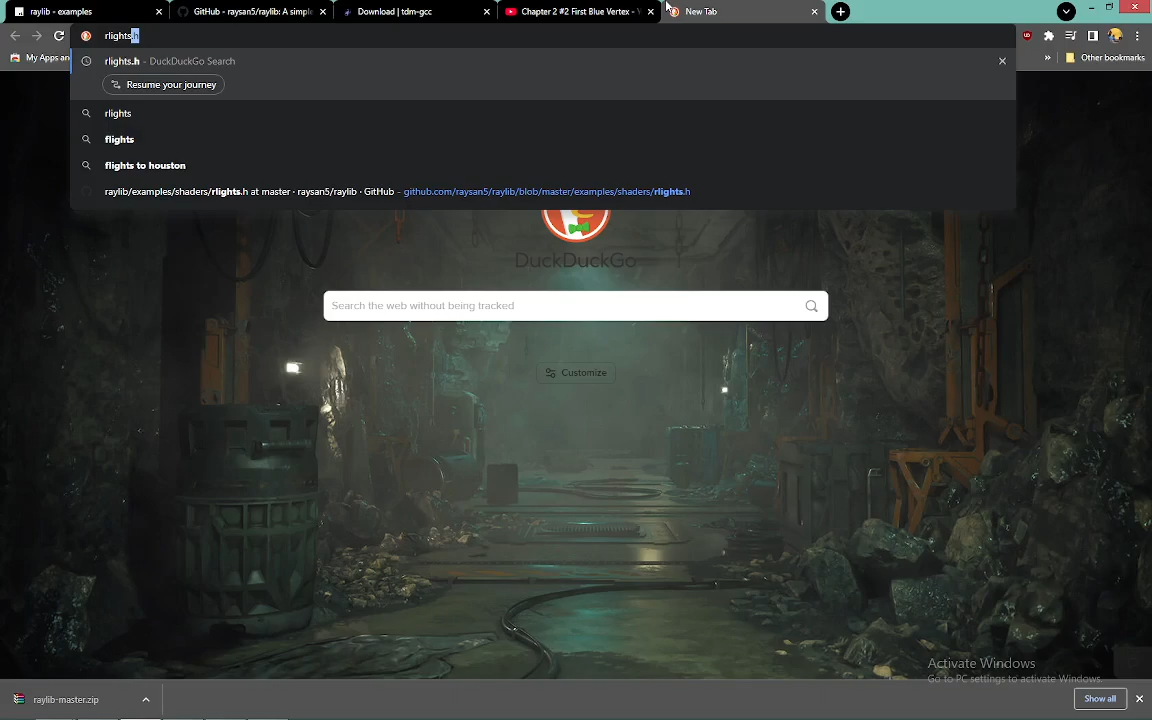 raylib - examples
GitHub - raysan5/raylib: A simple
Download | tdm-gcc
Chapter 2 #2 First Blue Vertex -
New Tab
rlights.h
My Apps an
Other bookmarks
rlights.h - DuckDuckGo Search
Resume your journey
rlights
flights
flights to houston
raylib/examples/shaders/rlights.h at master · raysan5/raylib · GitHub - github.com/raysan5/raylib/blob/master/examples/shaders/rlights.h
DuckDuckGo
Search the web without being tracked
Customize
Activate Windows
Go to PC settings to activate Windows.
raylib-master.zip
Show all